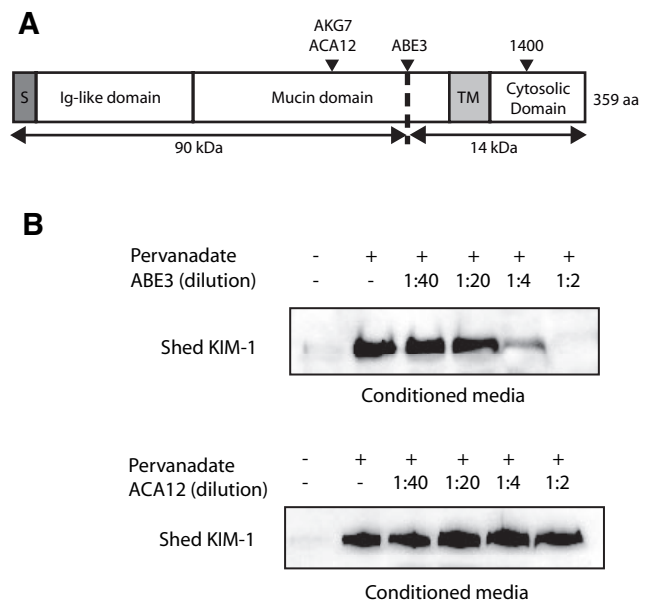 A
AKG7
ACA12
ABE3
1400
S
Ig-like domain
Mucin domain
TM
Cytosolic
Domain
359 aa
90 kDa
14 kDa
B
Pervanadate - + + + + +
ABE3 (dilution) - - 1:40 1:20 1:4 1:2
Shed KIM-1
Conditioned media
Pervanadate - + + + + +
ACA12 (dilution) - - 1:40 1:20 1:4 1:2
Shed KIM-1
Conditioned media